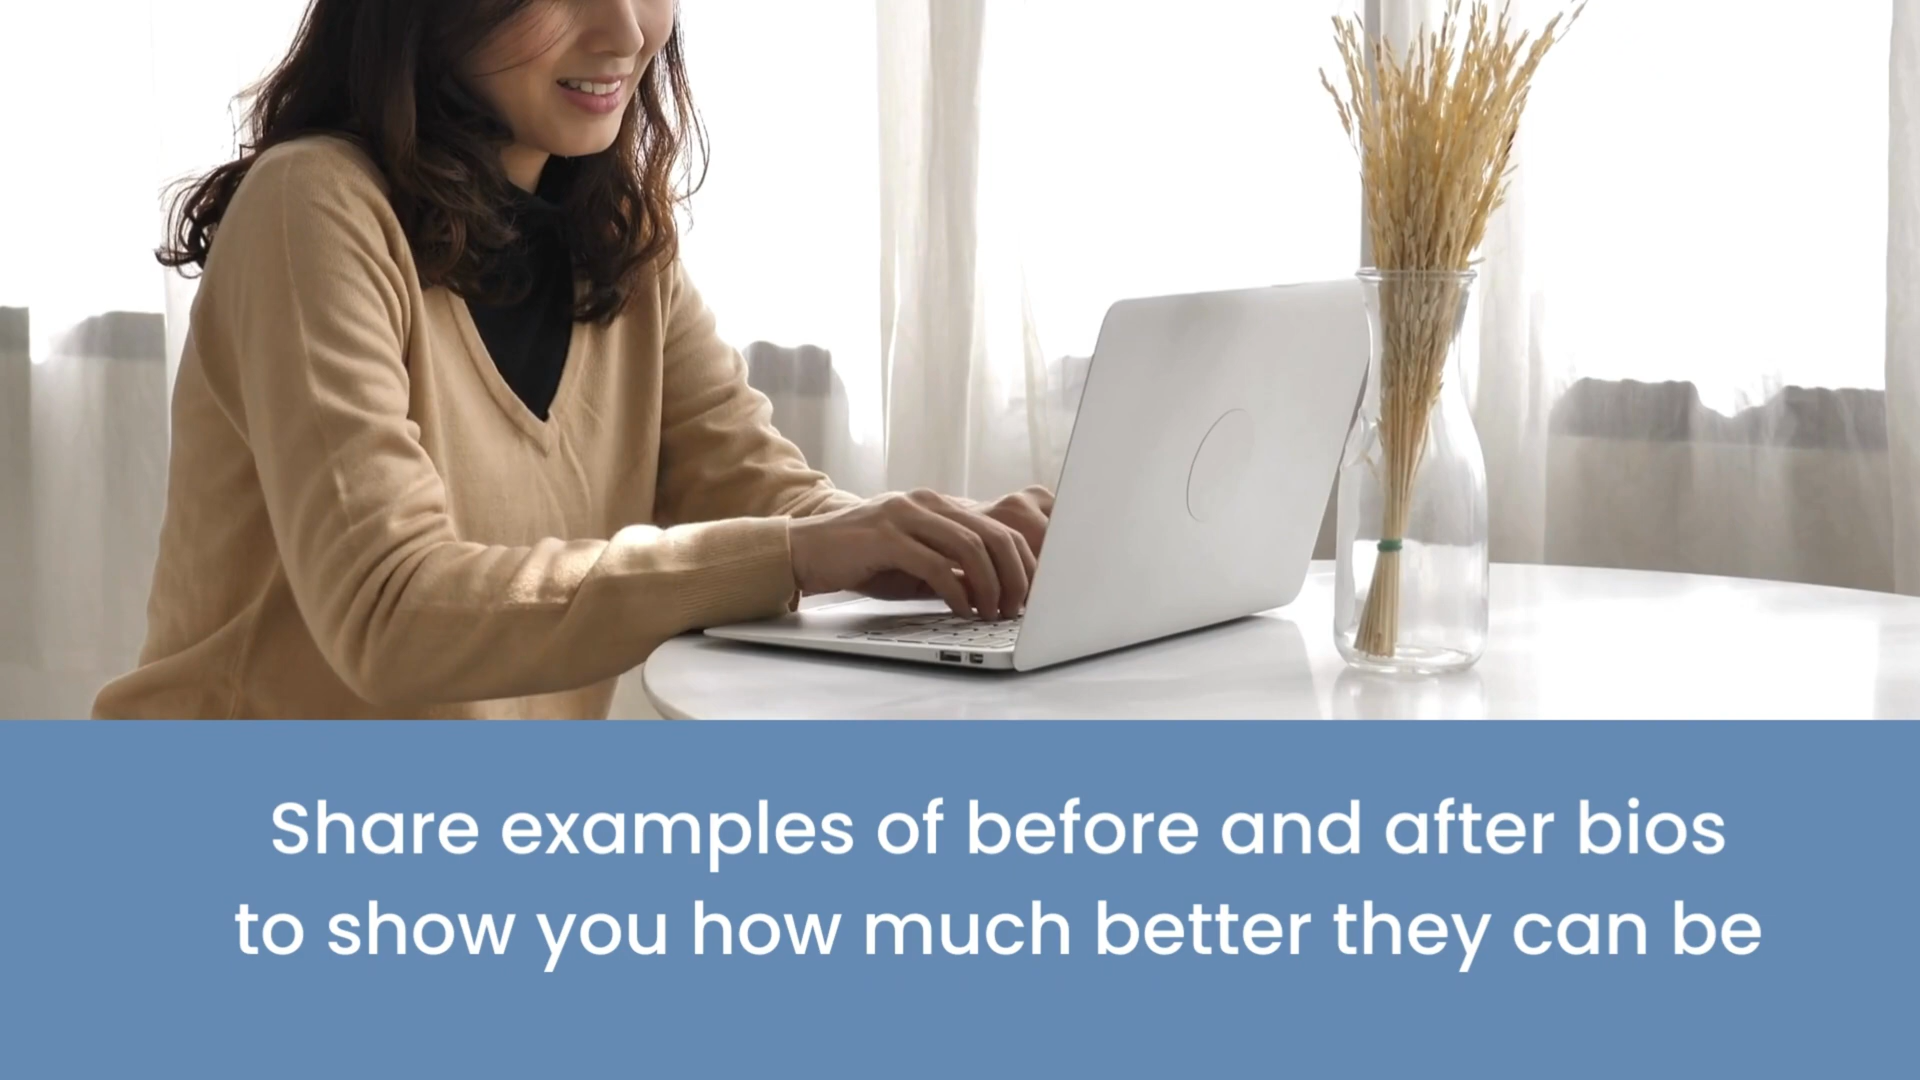 Share examples of before and after bios
to show you how much better they can be